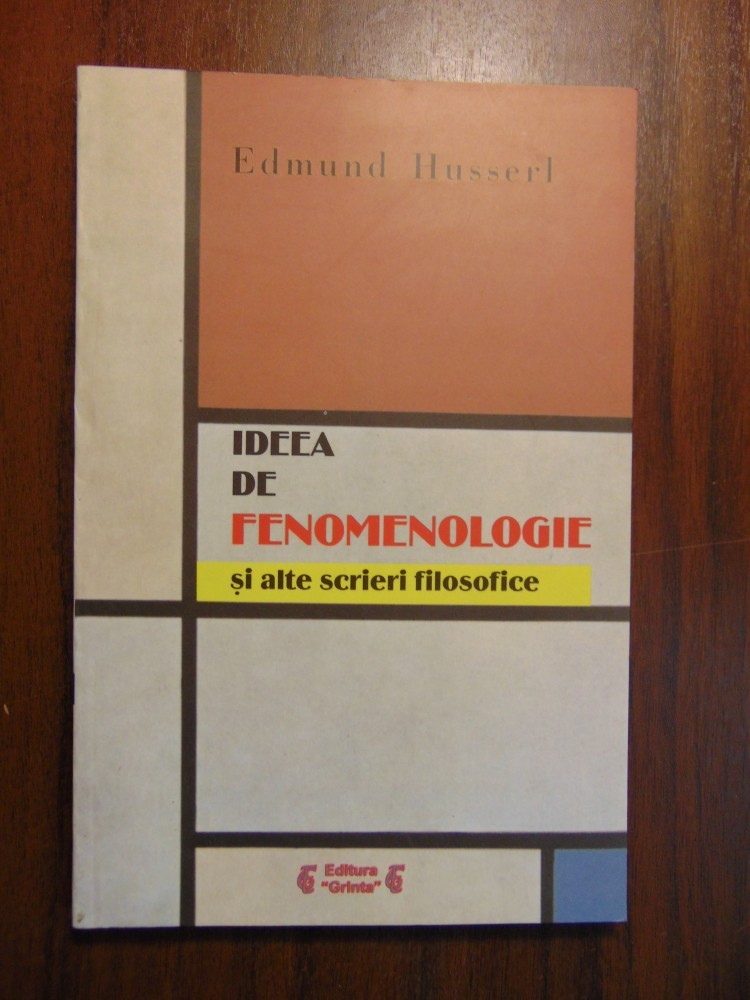 Edmund Husserl
IDEEA
DE
FENOMENOLOGIE
și alte scrieri filosofice
Editura
"Grinta"